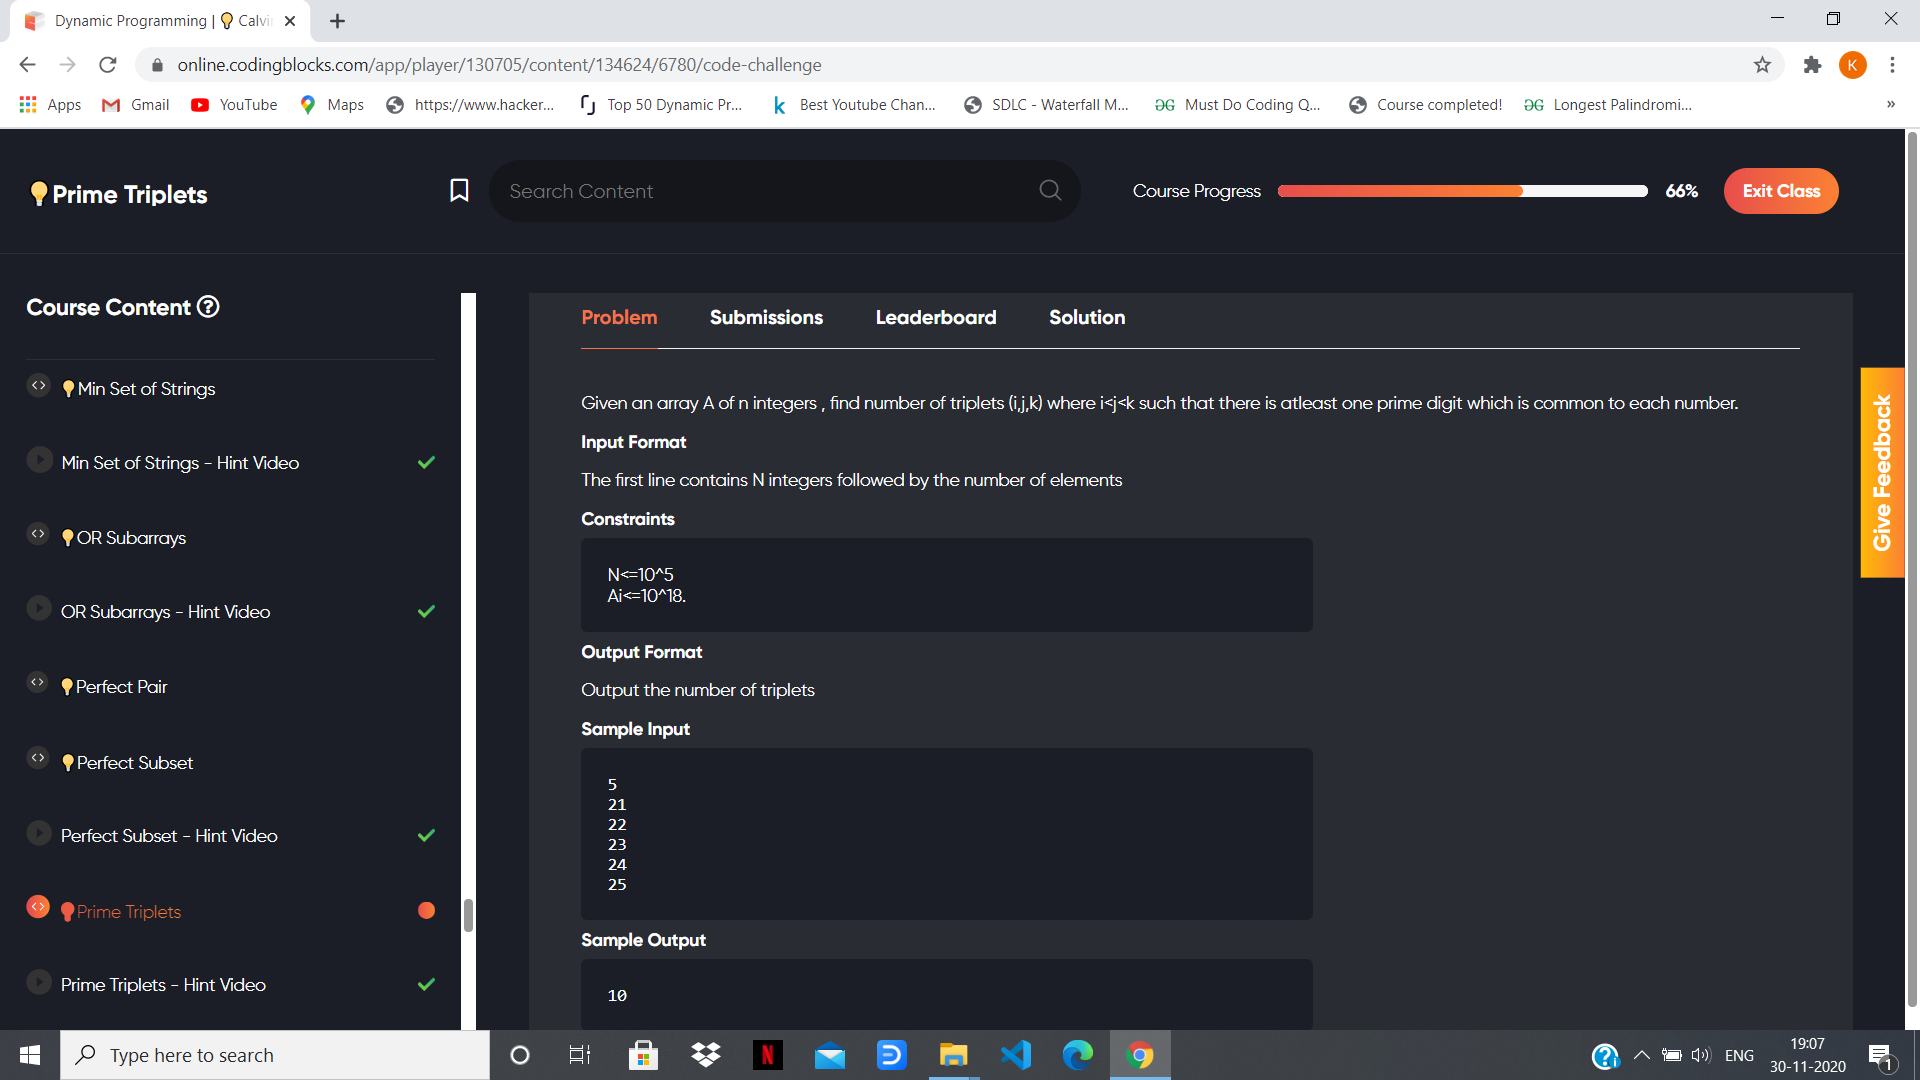 Dynamic Programming | Calvi
online.codingblocks.com/app/player/130705/content/134624/6780/code-challenge
K
Apps
Gmail
YouTube
Maps
https://www.hacker...
Top 50 Dynamic Pr...
Best Youtube Chan...
SDLC - Waterfall M...
Must Do Coding Q...
Course completed!
Longest Palindromi...
»
Prime Triplets
Search Content
Course Progress
66%
Exit Class
Course Content
Min Set of Strings
Min Set of Strings - Hint Video
OR Subarrays
OR Subarrays - Hint Video
Perfect Pair
Perfect Subset
Perfect Subset - Hint Video
Prime Triplets
Prime Triplets - Hint Video
Problem
Submissions
Leaderboard
Solution
Given an array A of n integers , find number of triplets (i,j,k) where i<j<k such that there is atleast one prime digit which is common to each number.
Input Format
The first line contains N integers followed by the number of elements
Constraints
N<=10^5
Ai<=10^18.
Output Format
Output the number of triplets
Sample Input
5
21
22
23
24
25
Sample Output
10
Give Feedback
Type here to search
ENG
19:07
30-11-2020
1